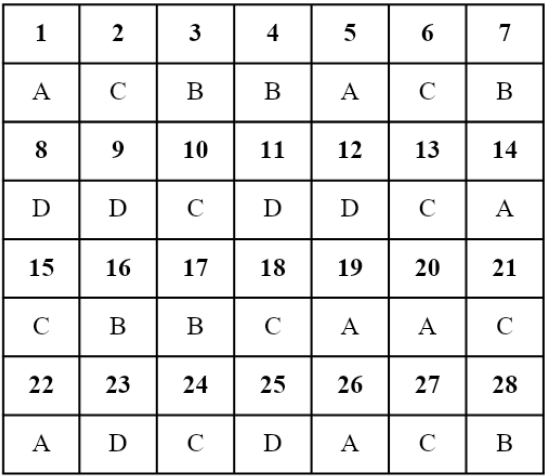 1 2 3 4 5 6 7
A C B B A C B
8 9 10 11 12 13 14
D D C D D C A
15 16 17 18 19 20 21
C B B C A A C
22 23 24 25 26 27 28
A D C D A C B